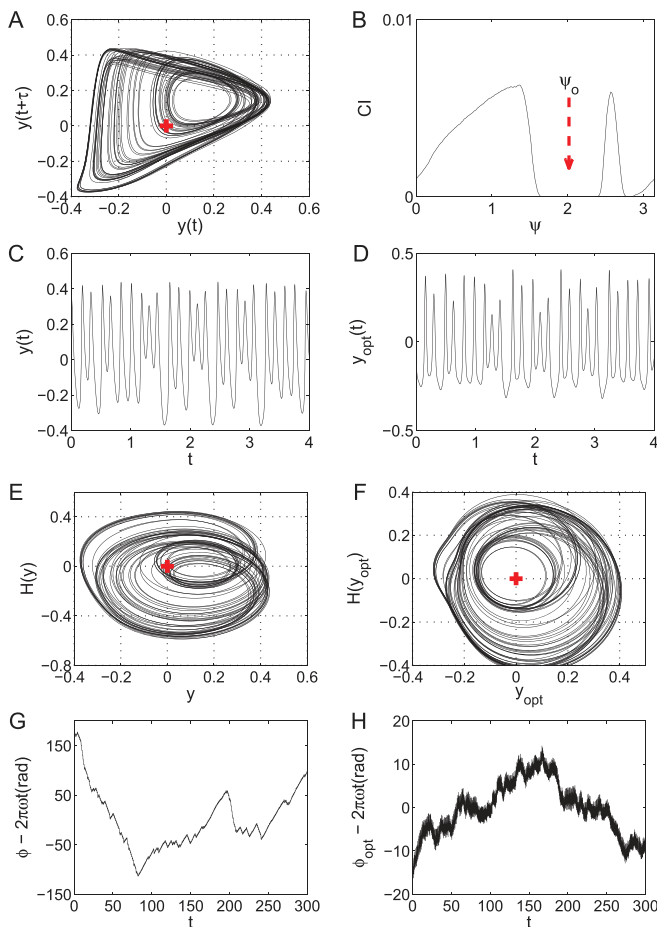 A
0.6
0.4
0.2
0
−0.2
−0.4
y(t+τ)
−0.4 −0.2 0 0.2 0.4 0.6
y(t)
B
0.01
0
CI
ψo
0 1 2 3
ψ
C
0.6
0.4
0.2
0
−0.2
−0.4
y(t)
0 1 2 3 4
t
D
0.5
0
−0.5
yopt(t)
0 1 2 3 4
t
E
0.4
0
−0.4
−0.8
H(y)
−0.4 −0.2 0 0.2 0.4 0.6
y
F
0.4
0.2
0
−0.2
−0.4
H(yopt)
−0.4 −0.2 0 0.2 0.4
yopt
G
150
50
−50
−150
ϕ − 2πωt(rad)
0 50 100 150 200 250 300
t
H
20
10
0
−10
−20
ϕopt − 2πωt(rad)
0 50 100 150 200 250 300
t